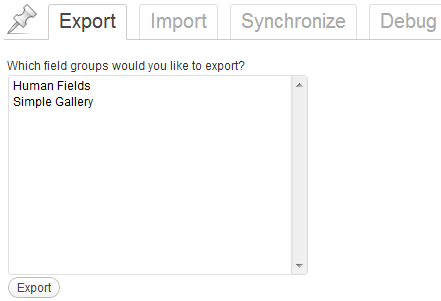 Export Import Synchronize Debug
Which field groups would you like to export?
Human Fields
Simple Gallery
Export